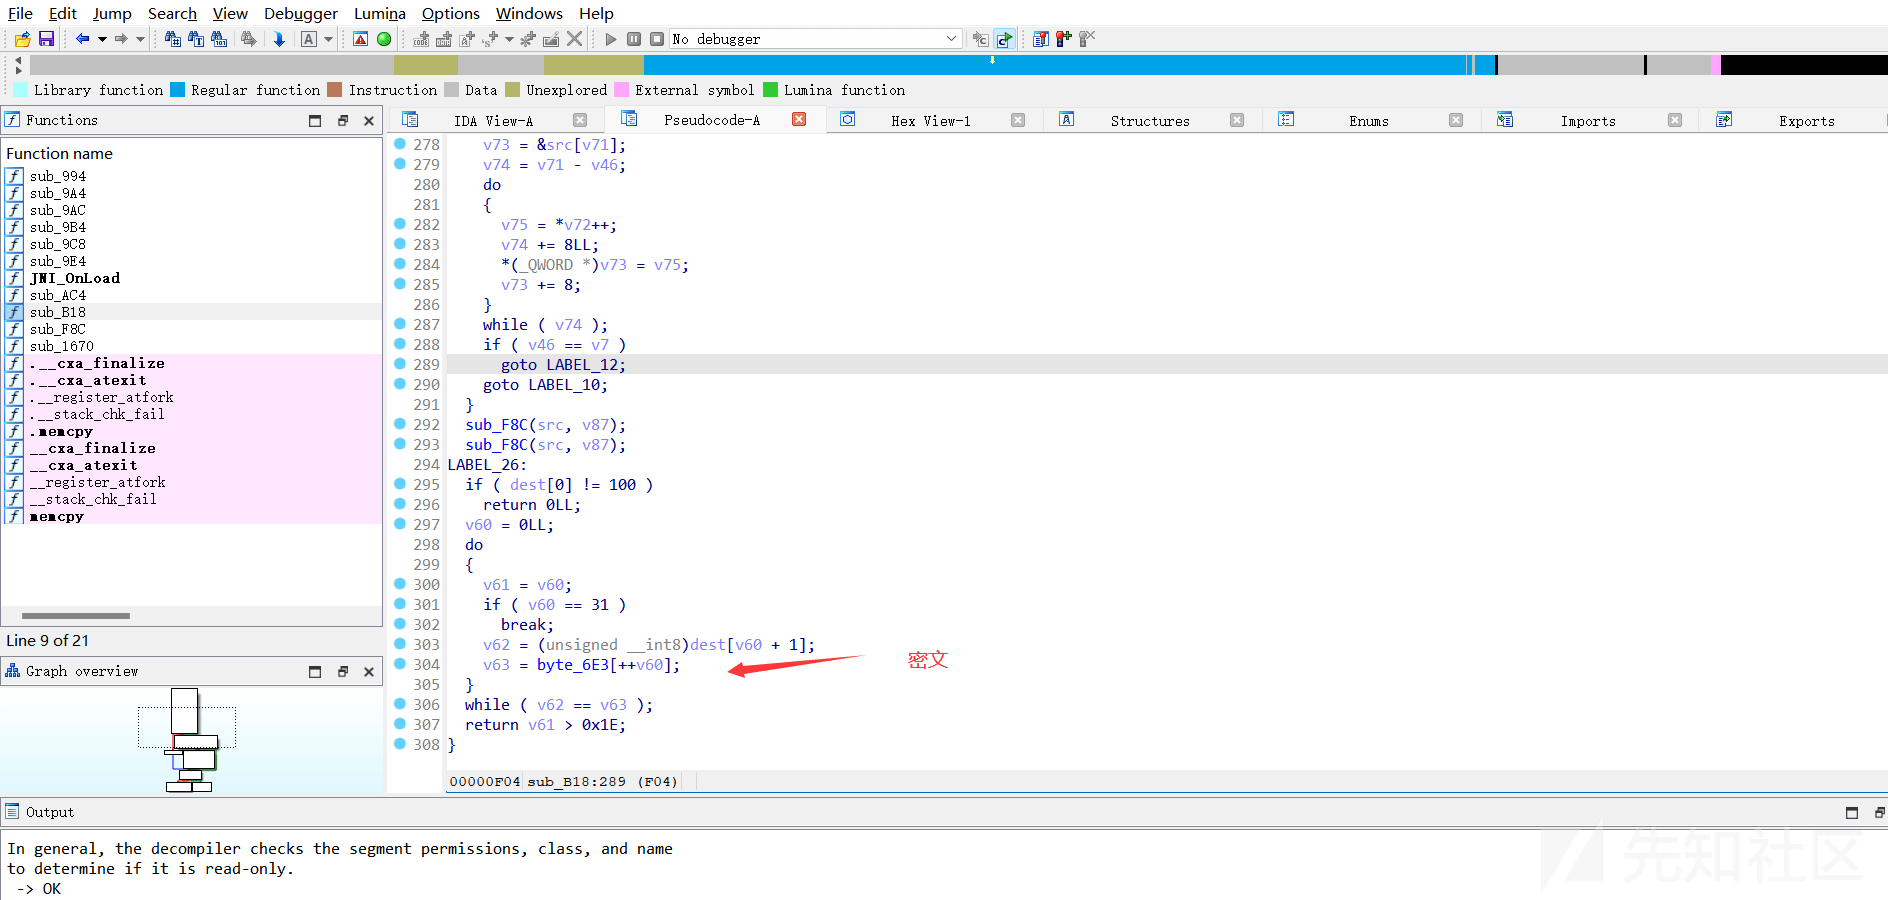 File Edit Jump Search View Debugger Lumina Options Windows Help
No debugger
Library function Regular function Instruction Data Unexplored External symbol Lumina function
Functions
IDA View-A Pseudocode-A Hex View-1 Structures Enums Imports Exports
Function name
sub_994
sub_9A4
sub_9AC
sub_9B4
sub_9C8
sub_9E4
JNI_OnLoad
sub_AC4
sub_B18
sub_F8C
sub_1670
.__cxa_finalize
.__cxa_atexit
.__register_atfork
.__stack_chk_fail
.memcpy
__cxa_finalize
__cxa_atexit
__register_atfork
__stack_chk_fail
memcpy
Line 9 of 21
Graph overview
278 v73 = &src[v71];
279 v74 = v71 - v46;
280 do
281 {
282 v75 = *v72++;
283 v74 += 8LL;
284 *(_QWORD *)v73 = v75;
285 v73 += 8;
286 }
287 while ( v74 );
288 if ( v46 == v7 )
289 goto LABEL_12;
290 goto LABEL_10;
291 }
292 sub_F8C(src, v87);
293 sub_F8C(src, v87);
294 LABEL_26:
295 if ( dest[0] != 100 )
296 return 0LL;
297 v60 = 0LL;
298 do
299 {
300 v61 = v60;
301 if ( v60 == 31 )
302 break;
303 v62 = (unsigned __int8)dest[v60 + 1];
304 v63 = byte_6E3[++v60];
密文
305 }
306 while ( v62 == v63 );
307 return v61 > 0x1E;
308 }
00000F04 sub_B18:289 (F04)
Output
In general, the decompiler checks the segment permissions, class, and name
to determine if it is read-only.
-> OK
先知社区